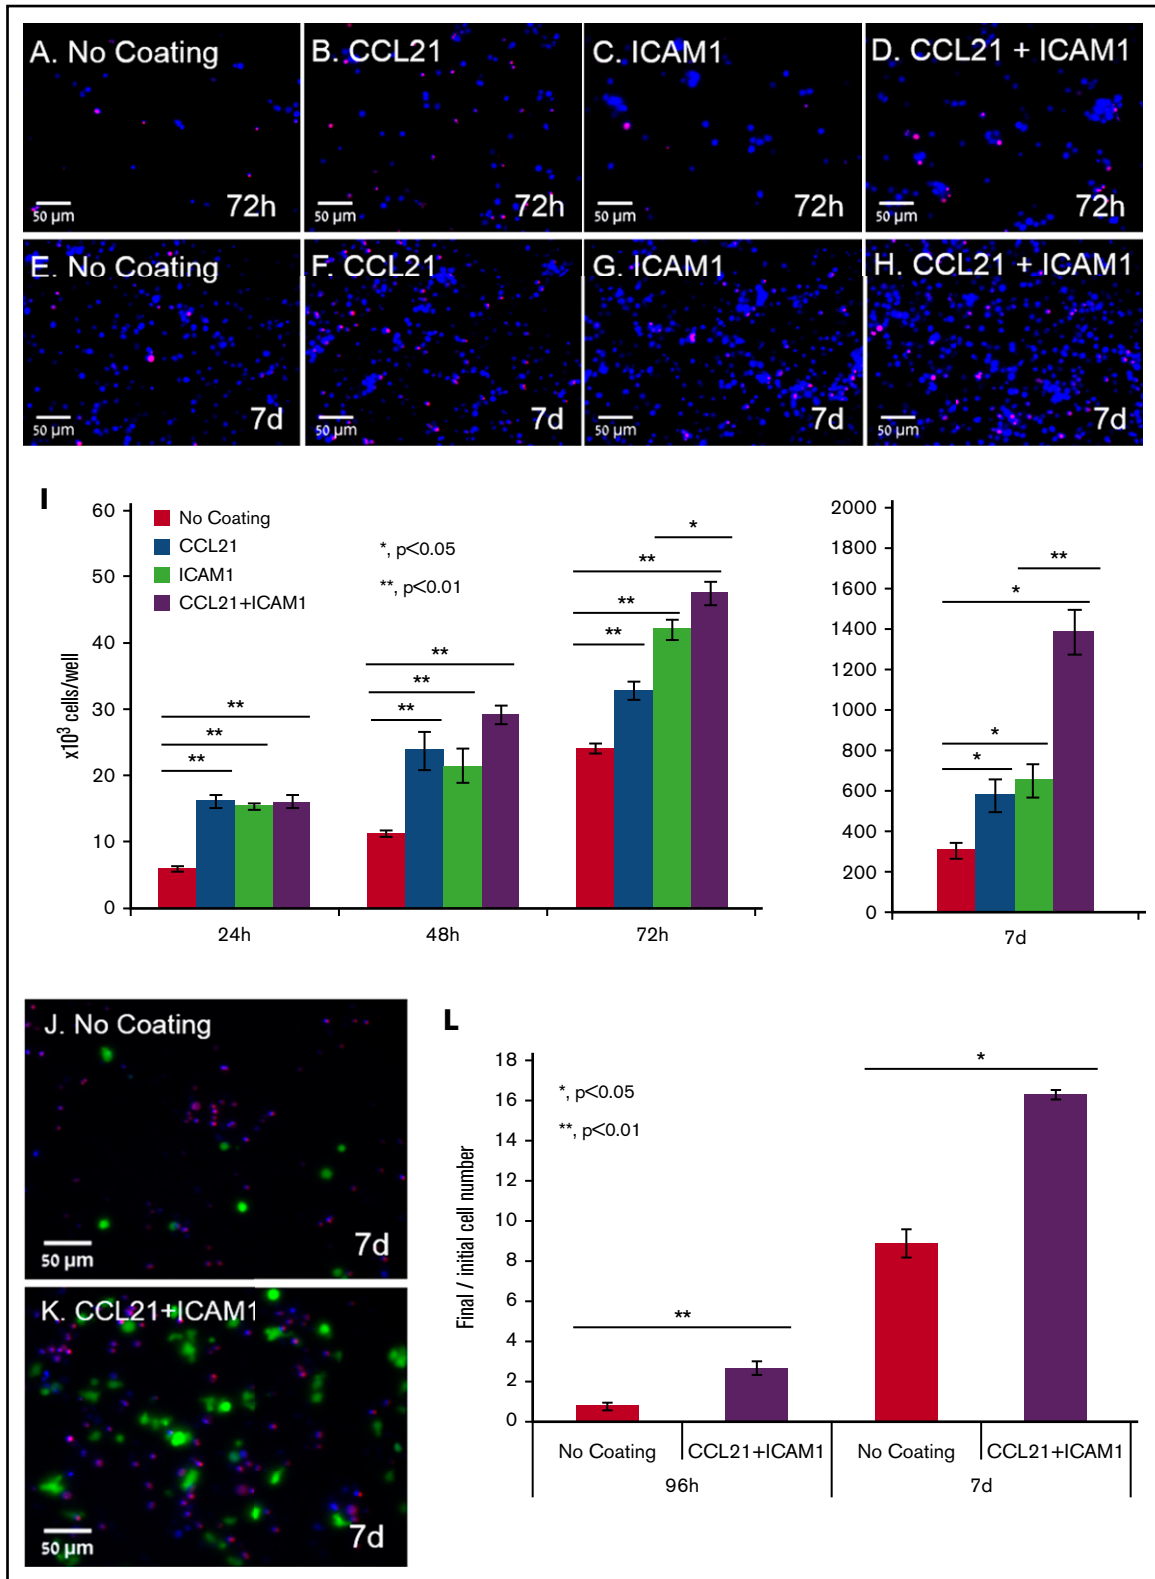 A. No Coating
B. CCL21
C. ICAM1
D. CCL21 + ICAM1
50 µm
72h
50 µm
72h
50 µm
72h
50 µm
72h
E. No Coating
F. CCL21
G. ICAM1
H. CCL21 + ICAM1
50 µm
7d
50 µm
7d
50 µm
7d
50 µm
7d
I
x10³ cells/well
60
50
40
30
20
10
0
No Coating
CCL21
ICAM1
CCL21+ICAM1
*, p<0.05
**, p<0.01
**
**
**
**
**
**
*
**
**
**
24h
48h
72h
2000
1800
1600
1400
1200
1000
800
600
400
200
0
**
*
*
*
7d
J. No Coating
50 µm
7d
K. CCL21+ICAM1
50 µm
7d
L
Final / initial cell number
18
16
14
12
10
8
6
4
2
0
*, p<0.05
**, p<0.01
**
*
No Coating
CCL21+ICAM1
No Coating
CCL21+ICAM1
96h
7d